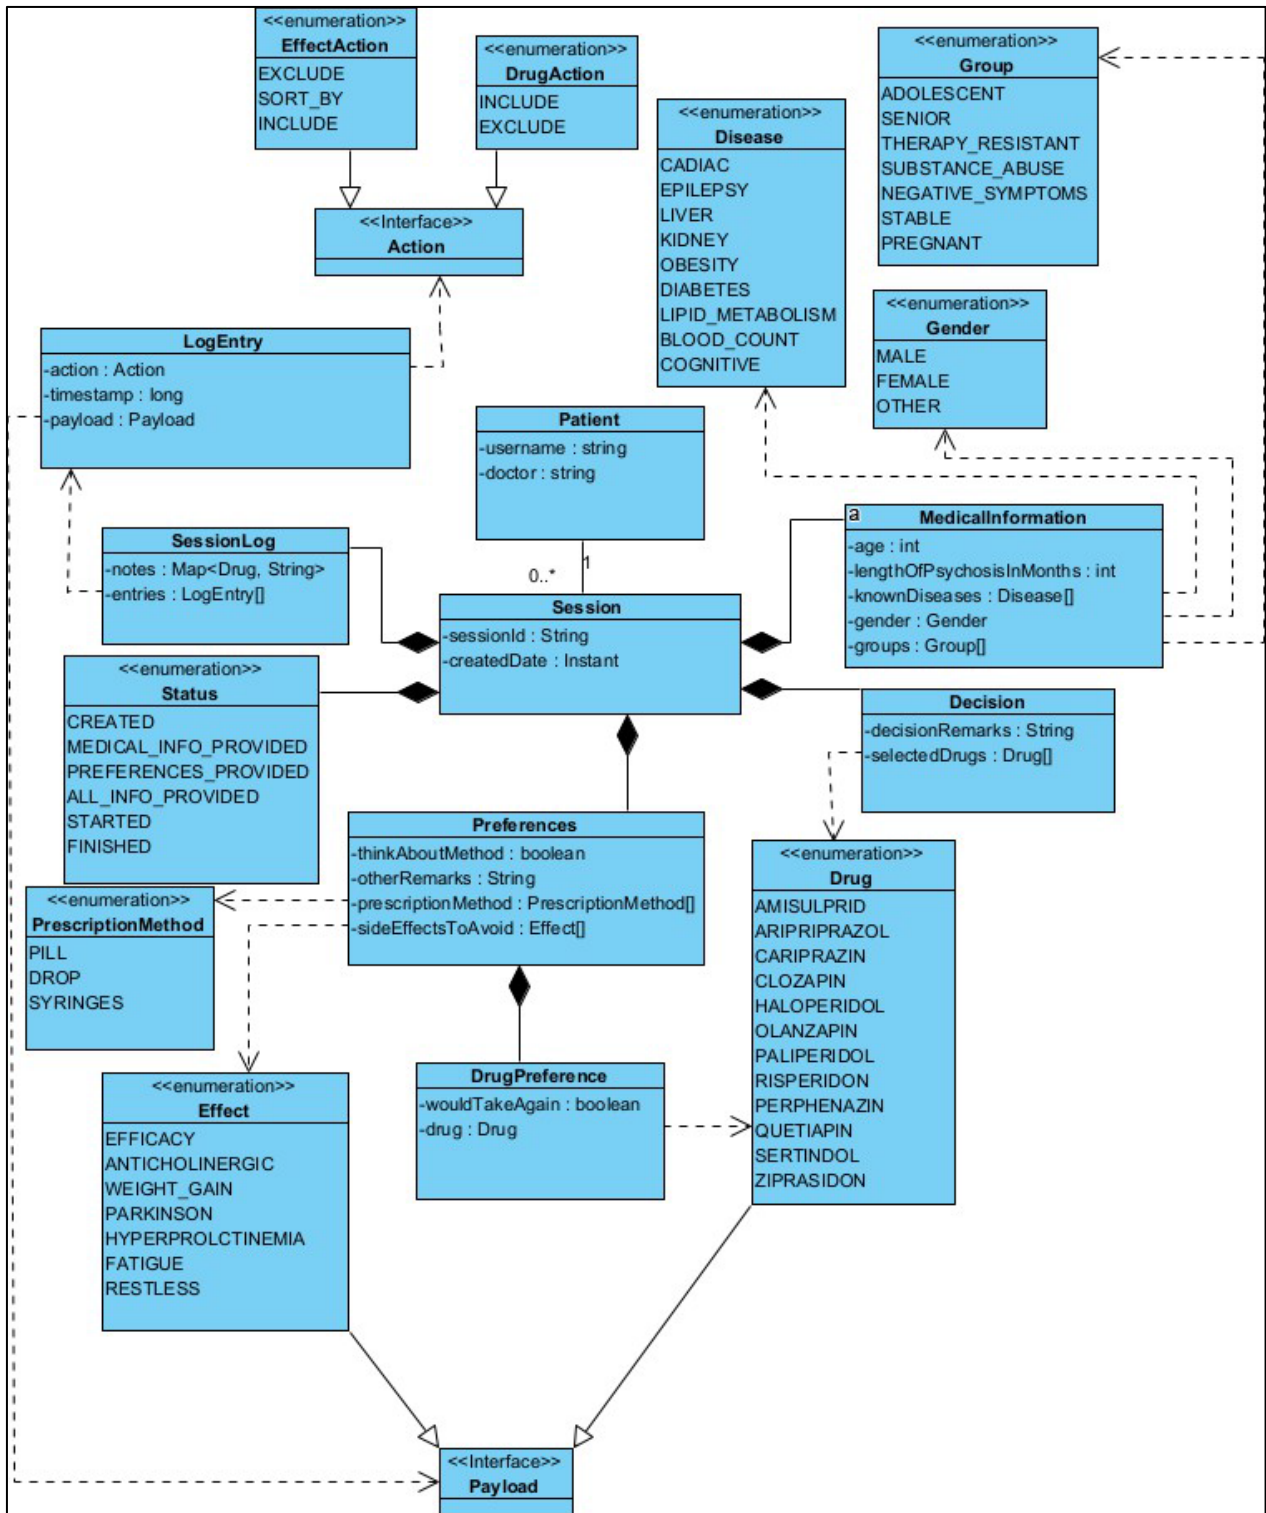 <<enumeration>>
EffectAction
EXCLUDE
SORT_BY
INCLUDE
<<enumeration>>
DrugAction
INCLUDE
EXCLUDE
<<enumeration>>
Group
ADOLESCENT
SENIOR
THERAPY_RESISTANT
SUBSTANCE_ABUSE
NEGATIVE_SYMPTOMS
STABLE
PREGNANT
<<enumeration>>
Disease
CADIAC
EPILEPSY
LIVER
KIDNEY
OBESITY
DIABETES
LIPID_METABOLISM
BLOOD_COUNT
COGNITIVE
<<Interface>>
Action
<<enumeration>>
Gender
MALE
FEMALE
OTHER
LogEntry
-action : Action
-timestamp : long
-payload : Payload
Patient
-username : string
-doctor : string
SessionLog
-notes : Map<Drug, String>
-entries : LogEntry[]
a
MedicalInformation
-age : int
-lengthOfPsychosisInMonths : int
-knownDiseases : Disease[]
-gender : Gender
-groups : Group[]
1
0..*
Session
-sessionId : String
-createdDate : Instant
<<enumeration>>
Status
CREATED
MEDICAL_INFO_PROVIDED
PREFERENCES_PROVIDED
ALL_INFO_PROVIDED
STARTED
FINISHED
Decision
-decisionRemarks : String
-selectedDrugs : Drug[]
Preferences
-thinkAboutMethod : boolean
-otherRemarks : String
-prescriptionMethod : PrescriptionMethod[]
-sideEffectsToAvoid : Effect[]
<<enumeration>>
PrescriptionMethod
PILL
DROP
SYRINGES
<<enumeration>>
Drug
AMISULPRID
ARIPRIPRAZOL
CARIPRAZIN
CLOZAPIN
HALOPERIDOL
OLANZAPIN
PALIPERIDOL
RISPERIDON
PERPHENAZIN
QUETIAPIN
SERTINDOL
ZIPRASIDON
DrugPreference
-wouldTakeAgain : boolean
-drug : Drug
<<enumeration>>
Effect
EFFICACY
ANTICHOLINERGIC
WEIGHT_GAIN
PARKINSON
HYPERPROLCTINEMIA
FATIGUE
RESTLESS
<<Interface>>
Payload